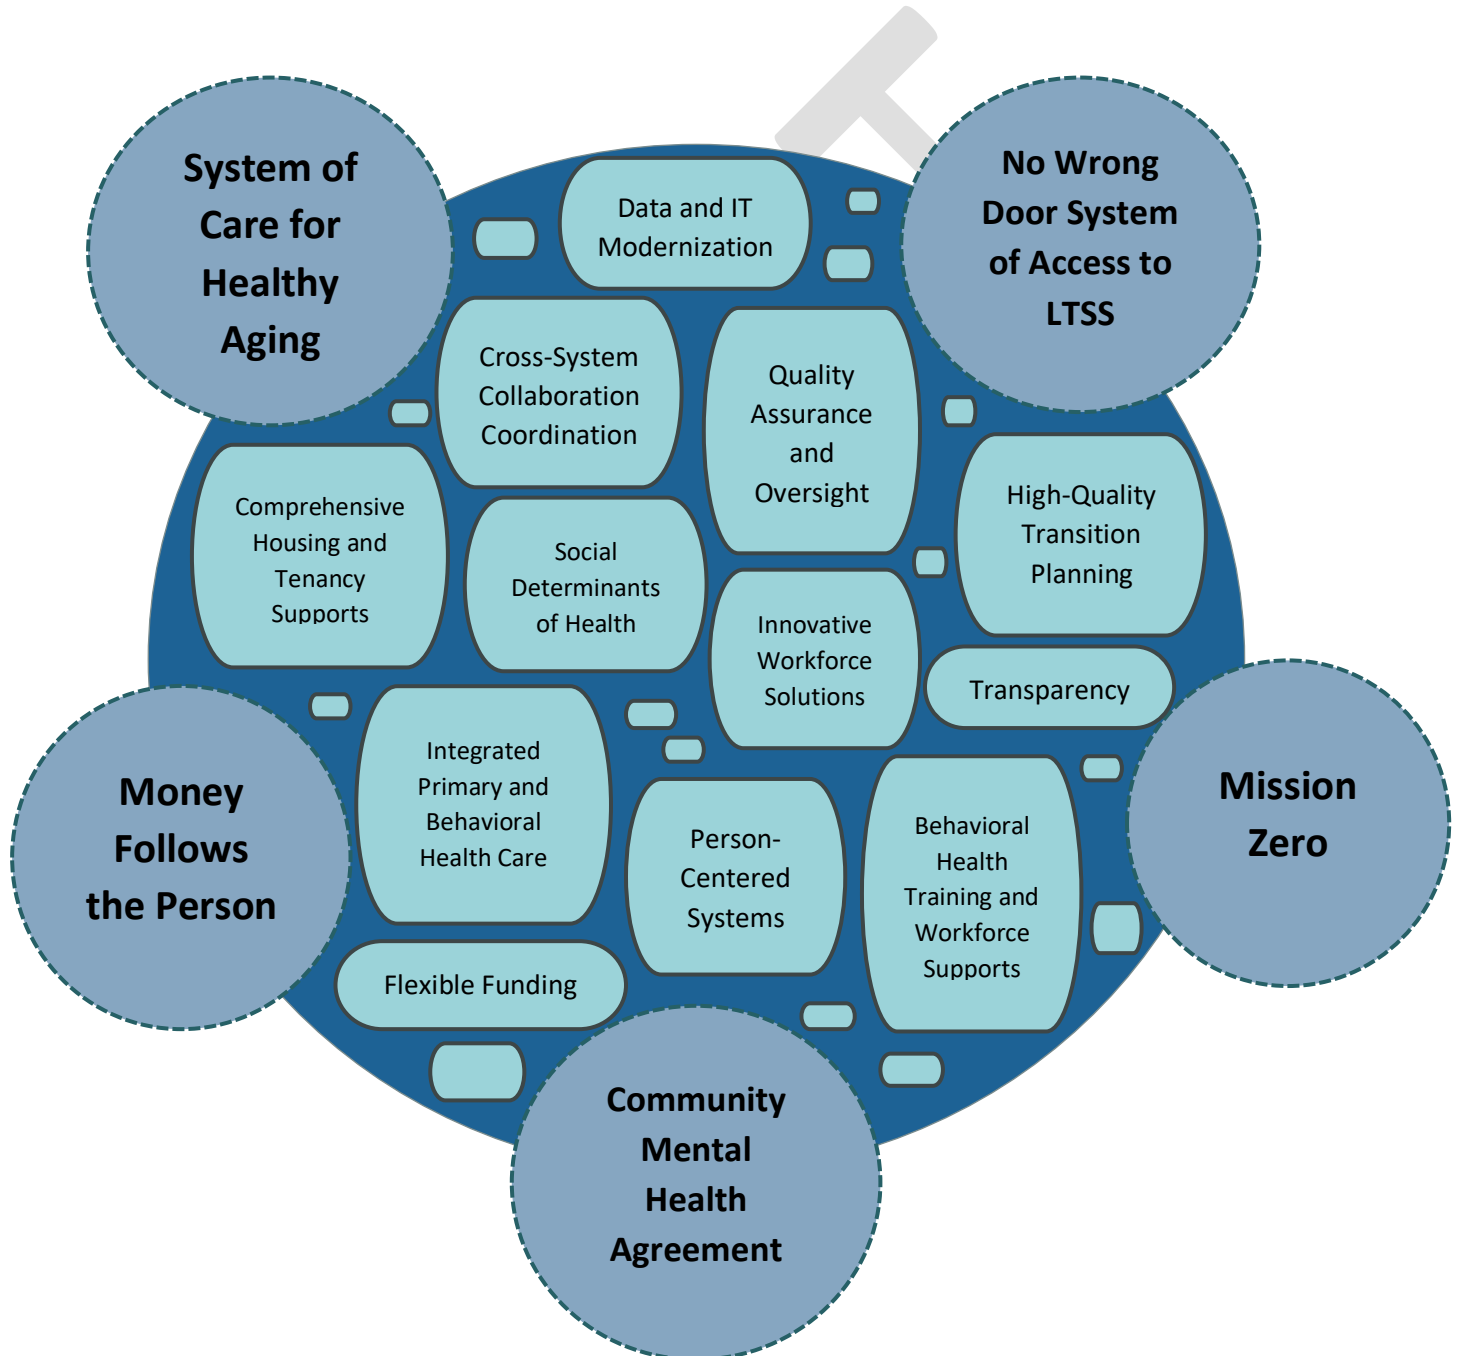 System of
Care for
Healthy
Aging
No Wrong
Door System
of Access to
LTSS
Data and IT
Modernization
Cross-System
Collaboration
Coordination
Quality
Assurance
and
Oversight
High-Quality
Transition
Planning
Comprehensive
Housing and
Tenancy
Supports
Social
Determinants
of Health
Innovative
Workforce
Solutions
Transparency
Integrated
Primary and
Behavioral
Health Care
Person-
Centered
Systems
Behavioral
Health
Training and
Workforce
Supports
Money
Follows
the Person
Mission
Zero
Flexible Funding
Community
Mental
Health
Agreement